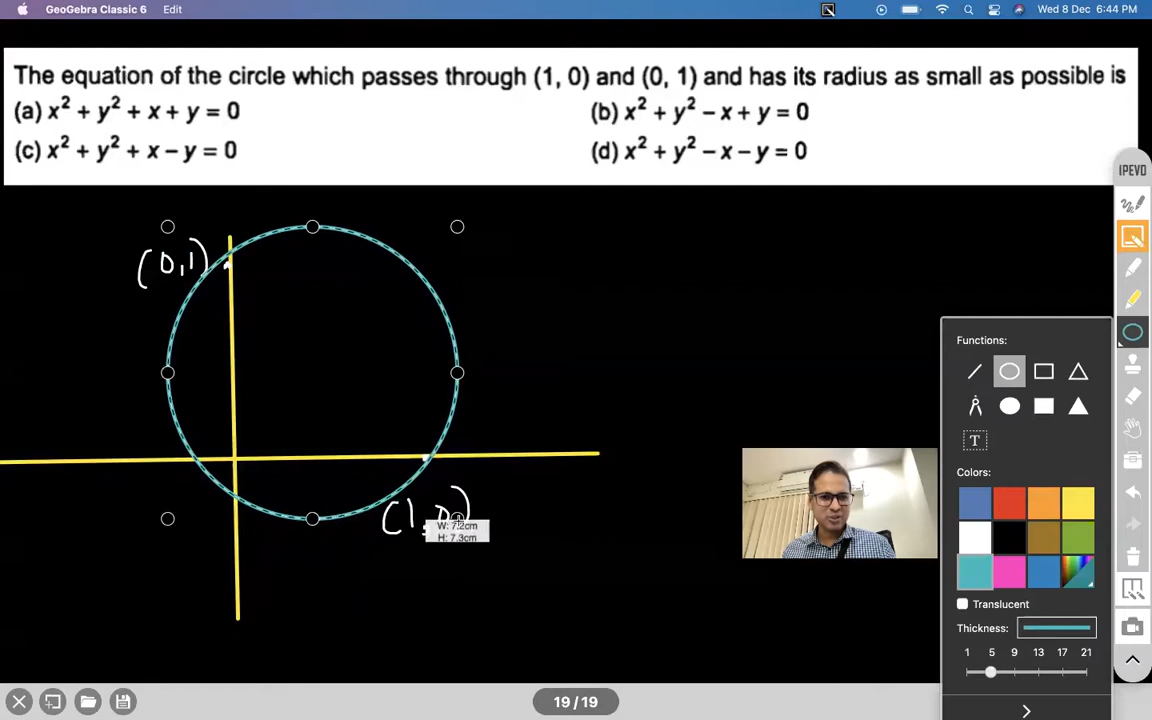 GeoGebra Classic 6 Edit
Wed 8 Dec 6:44 PM
The equation of the circle which passes through (1, 0) and (0, 1) and has its radius as small as possible is
(a) x² + y² + x + y = 0
(b) x² + y² – x + y = 0
(c) x² + y² + x – y = 0
(d) x² + y² – x – y = 0
IPEVO
(0,1)
(1,0)
W: 7.2cm
H: 7.3cm
Functions:
T
Colors:
Translucent
Thickness:
1 5 9 13 17 21
19 / 19